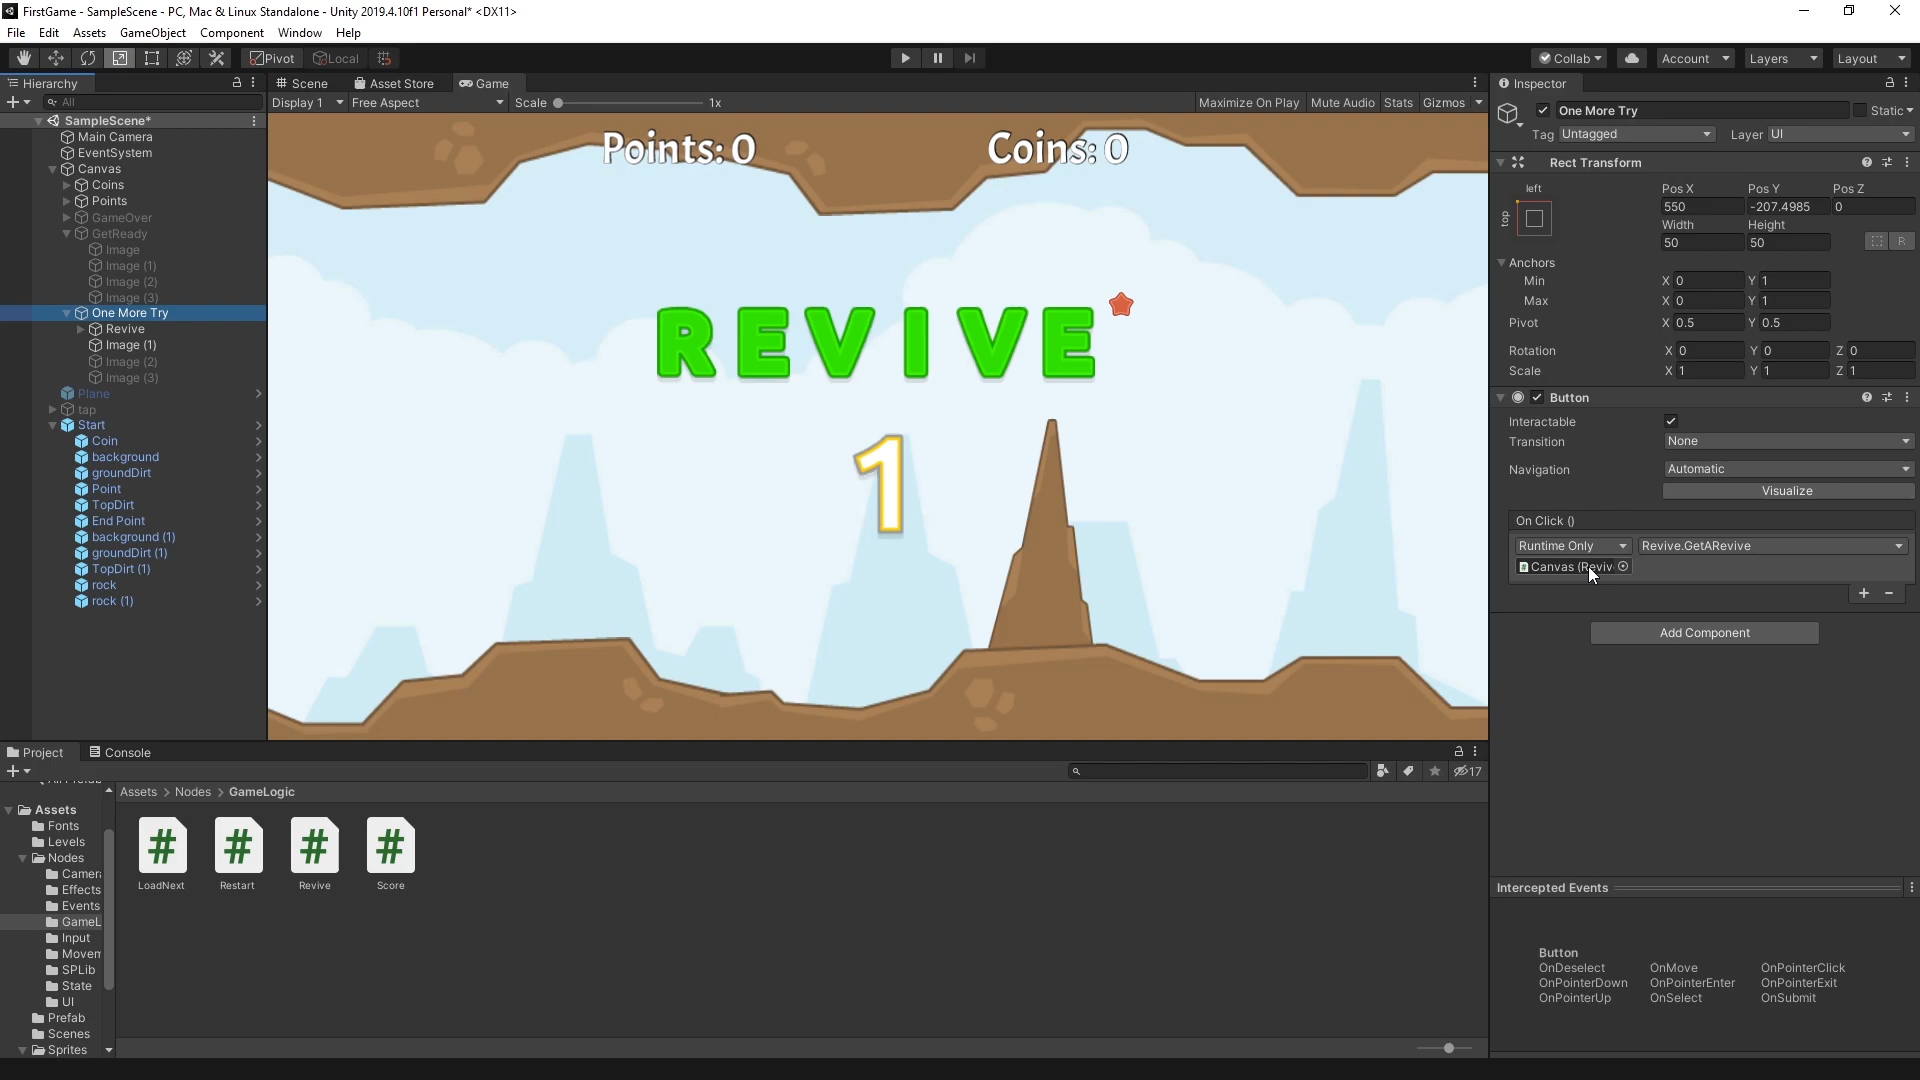 FirstGame - SampleScene - PC, Mac & Linux Standalone - Unity 2019.4.10f1 Personal* <DX11>
File Edit Assets GameObject Component Window Help
Pivot Local Collab Account Layers Layout
Hierarchy
All
SampleScene*
Main Camera
EventSystem
Canvas
Coins
Points
GameOver
GetReady
Image
Image (1)
Image (2)
Image (3)
One More Try
Revive
Image (1)
Image (2)
Image (3)
Plane
tap
Start
Coin
background
groundDirt
Point
TopDirt
End Point
background (1)
groundDirt (1)
TopDirt (1)
rock
rock (1)
Scene Asset Store Game
Display 1 Free Aspect Scale 1x Maximize On Play Mute Audio Stats Gizmos
Points: 0 Coins: 0
REVIVE
1
Inspector
One More Try Static
Tag Untagged Layer UI
Rect Transform
left Pos X Pos Y Pos Z
top 550 -207.4985 0
Width Height
50 50 R
Anchors
Min X 0 Y 1
Max X 0 Y 1
Pivot X 0.5 Y 0.5
Rotation X 0 Y 0 Z 0
Scale X 1 Y 1 Z 1
Button
Interactable
Transition None
Navigation Automatic
Visualize
On Click ()
Runtime Only Revive.GetARevive
Canvas (Reviv
+ -
Add Component
Intercepted Events
Button
OnDeselect OnMove OnPointerClick
OnPointerDown OnPointerEnter OnPointerExit
OnPointerUp OnSelect OnSubmit
Project Console
17
Assets
Fonts
Levels
Nodes
Camer
Effects
Events
GameL
Input
Movem
SPLib
State
UI
Prefab
Scenes
Sprites
Assets > Nodes > GameLogic
# # # #
LoadNext Restart Revive Score